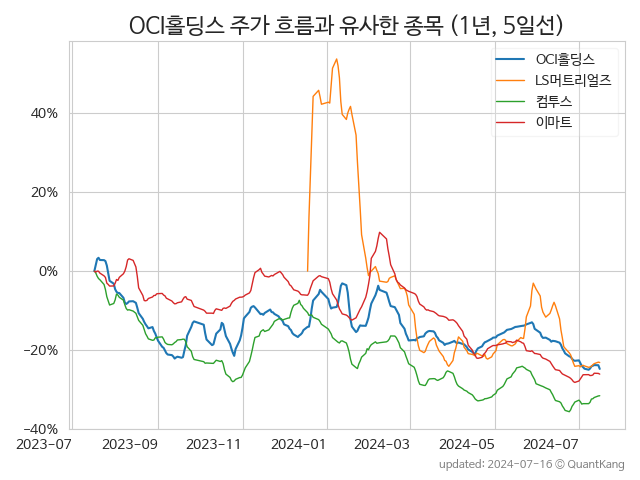 OCI홀딩스 주가 흐름과 유사한 종목 (1년, 5일선)
OCI홀딩스
LS머트리얼즈
컴투스
이마트
40%
20%
0%
−20%
−40%
2023-07 2023-09 2023-11 2024-01 2024-03 2024-05 2024-07
updated: 2024-07-16 © QuantKang